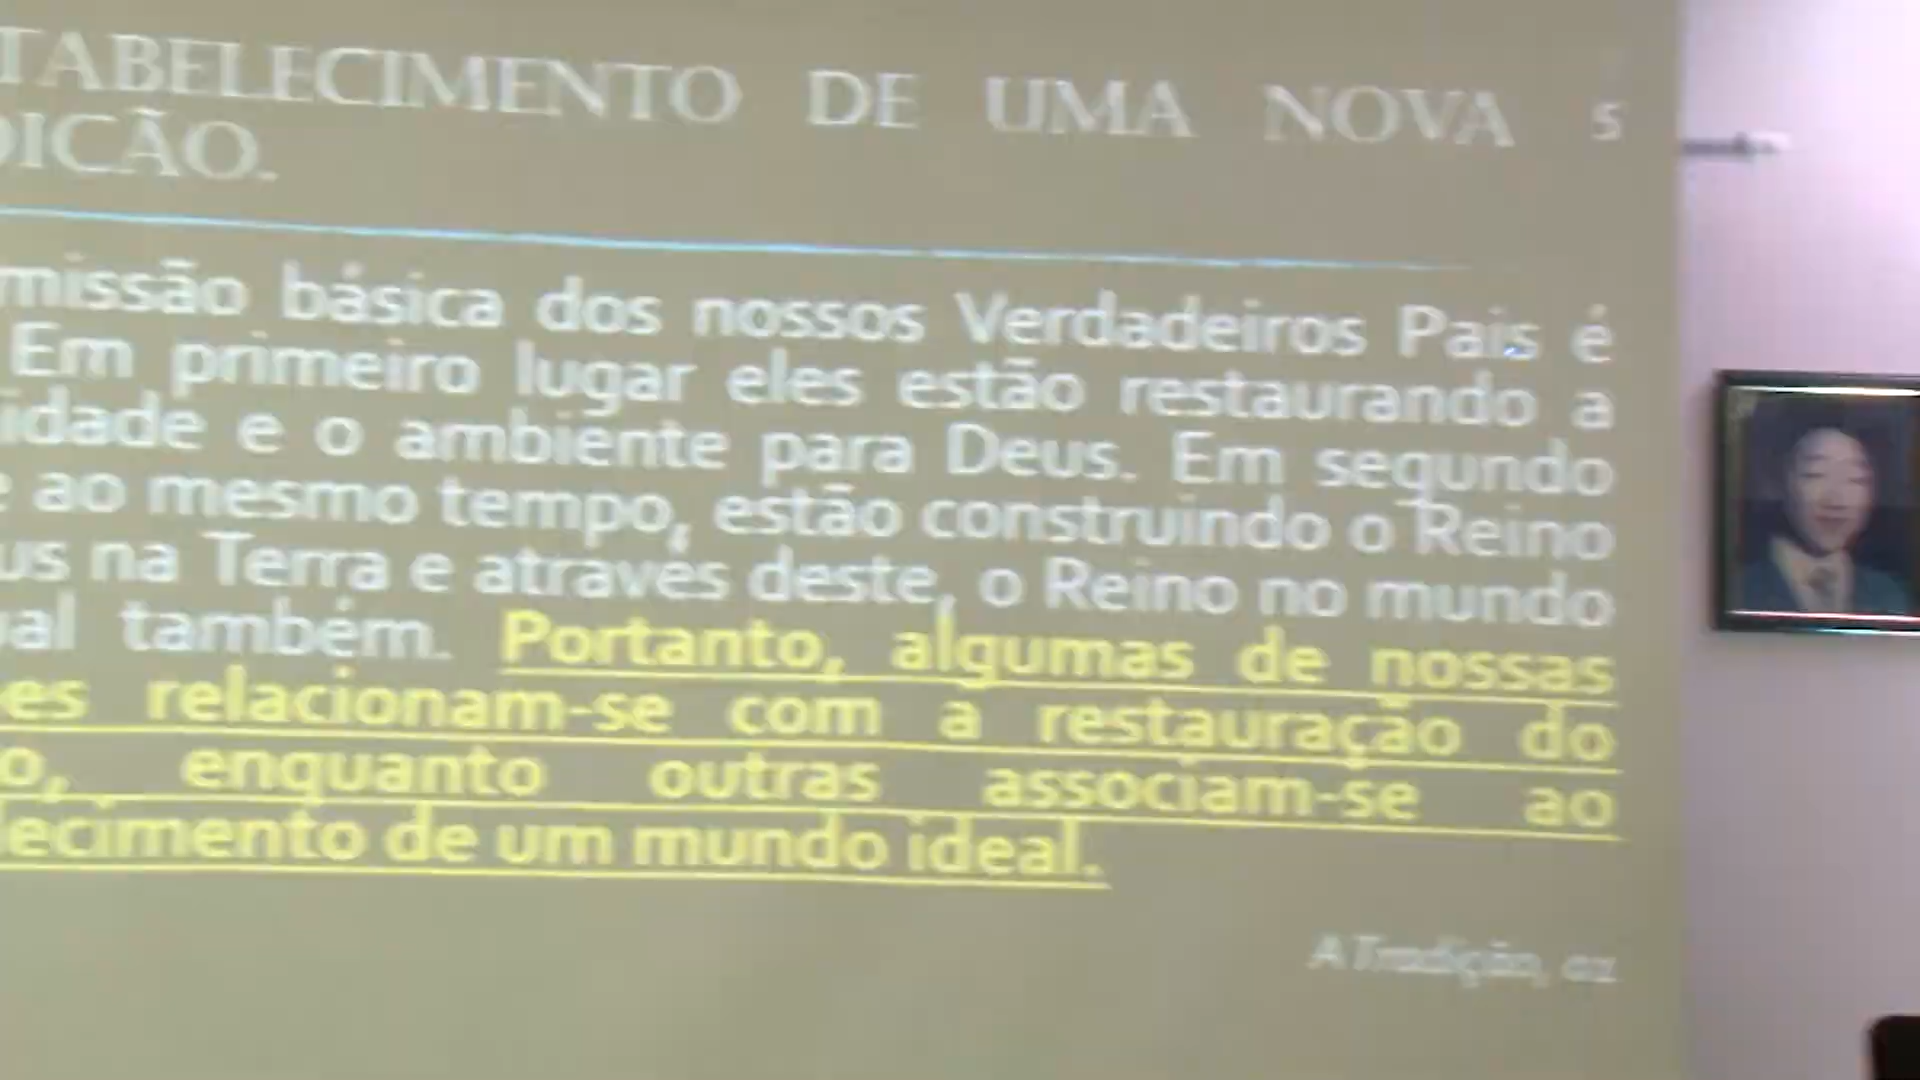 TABELECIMENTO DE UMA NOVA 5
DIÇÃO.
missão básica dos nossos Verdadeiros Pais é
Em primeiro lugar eles estão restaurando a
idade e o ambiente para Deus. Em segundo
e ao mesmo tempo, estão construindo o Reino
us na Terra e através deste, o Reino no mundo
ual também. Portanto, algumas de nossas
es relacionam-se com a restauração do
o, enquanto outras associam-se ao
lecimento de um mundo ideal.
A Tradição, 02